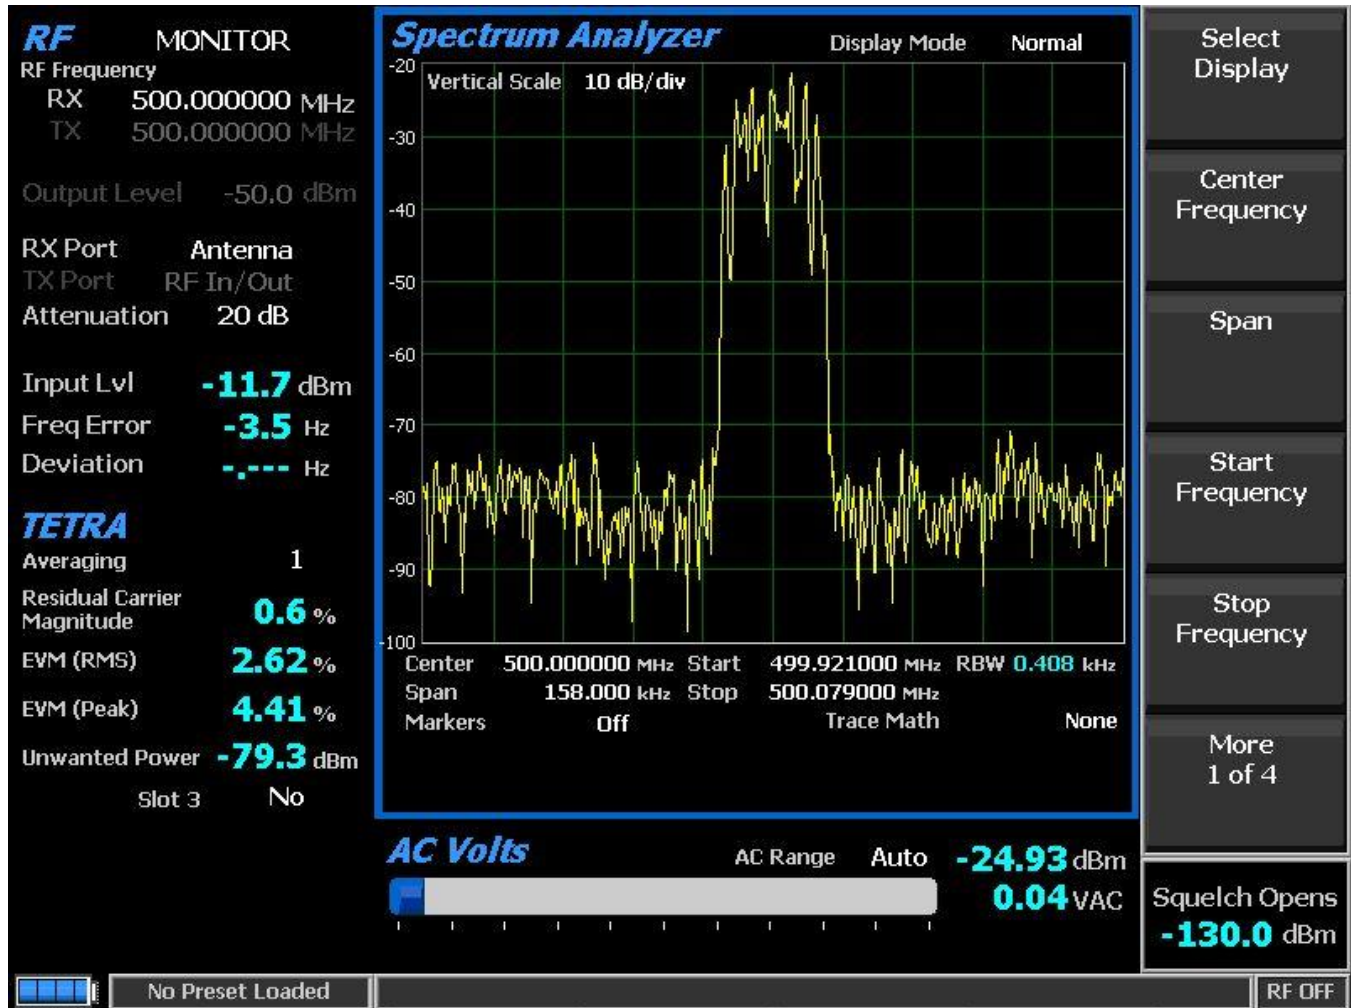 RF MONITOR
RF Frequency
RX 500.000000 MHz
TX 500.000000 MHz
Output Level -50.0 dBm
RX Port Antenna
TX Port RF In/Out
Attenuation 20 dB
Input Lvl -11.7 dBm
Freq Error -3.5 Hz
Deviation -.--- Hz
TETRA
Averaging 1
Residual Carrier
Magnitude 0.6 %
EVM (RMS) 2.62 %
EVM (Peak) 4.41 %
Unwanted Power -79.3 dBm
Slot 3 No
Spectrum Analyzer Display Mode Normal
Vertical Scale 10 dB/div
-20
-30
-40
-50
-60
-70
-80
-90
-100
Center 500.000000 MHz Start 499.921000 MHz RBW 0.408 kHz
Span 158.000 kHz Stop 500.079000 MHz
Markers Off Trace Math None
AC Volts AC Range Auto -24.93 dBm
0.04 VAC
Select
Display
Center
Frequency
Span
Start
Frequency
Stop
Frequency
More
1 of 4
Squelch Opens
-130.0 dBm
No Preset Loaded
RF OFF